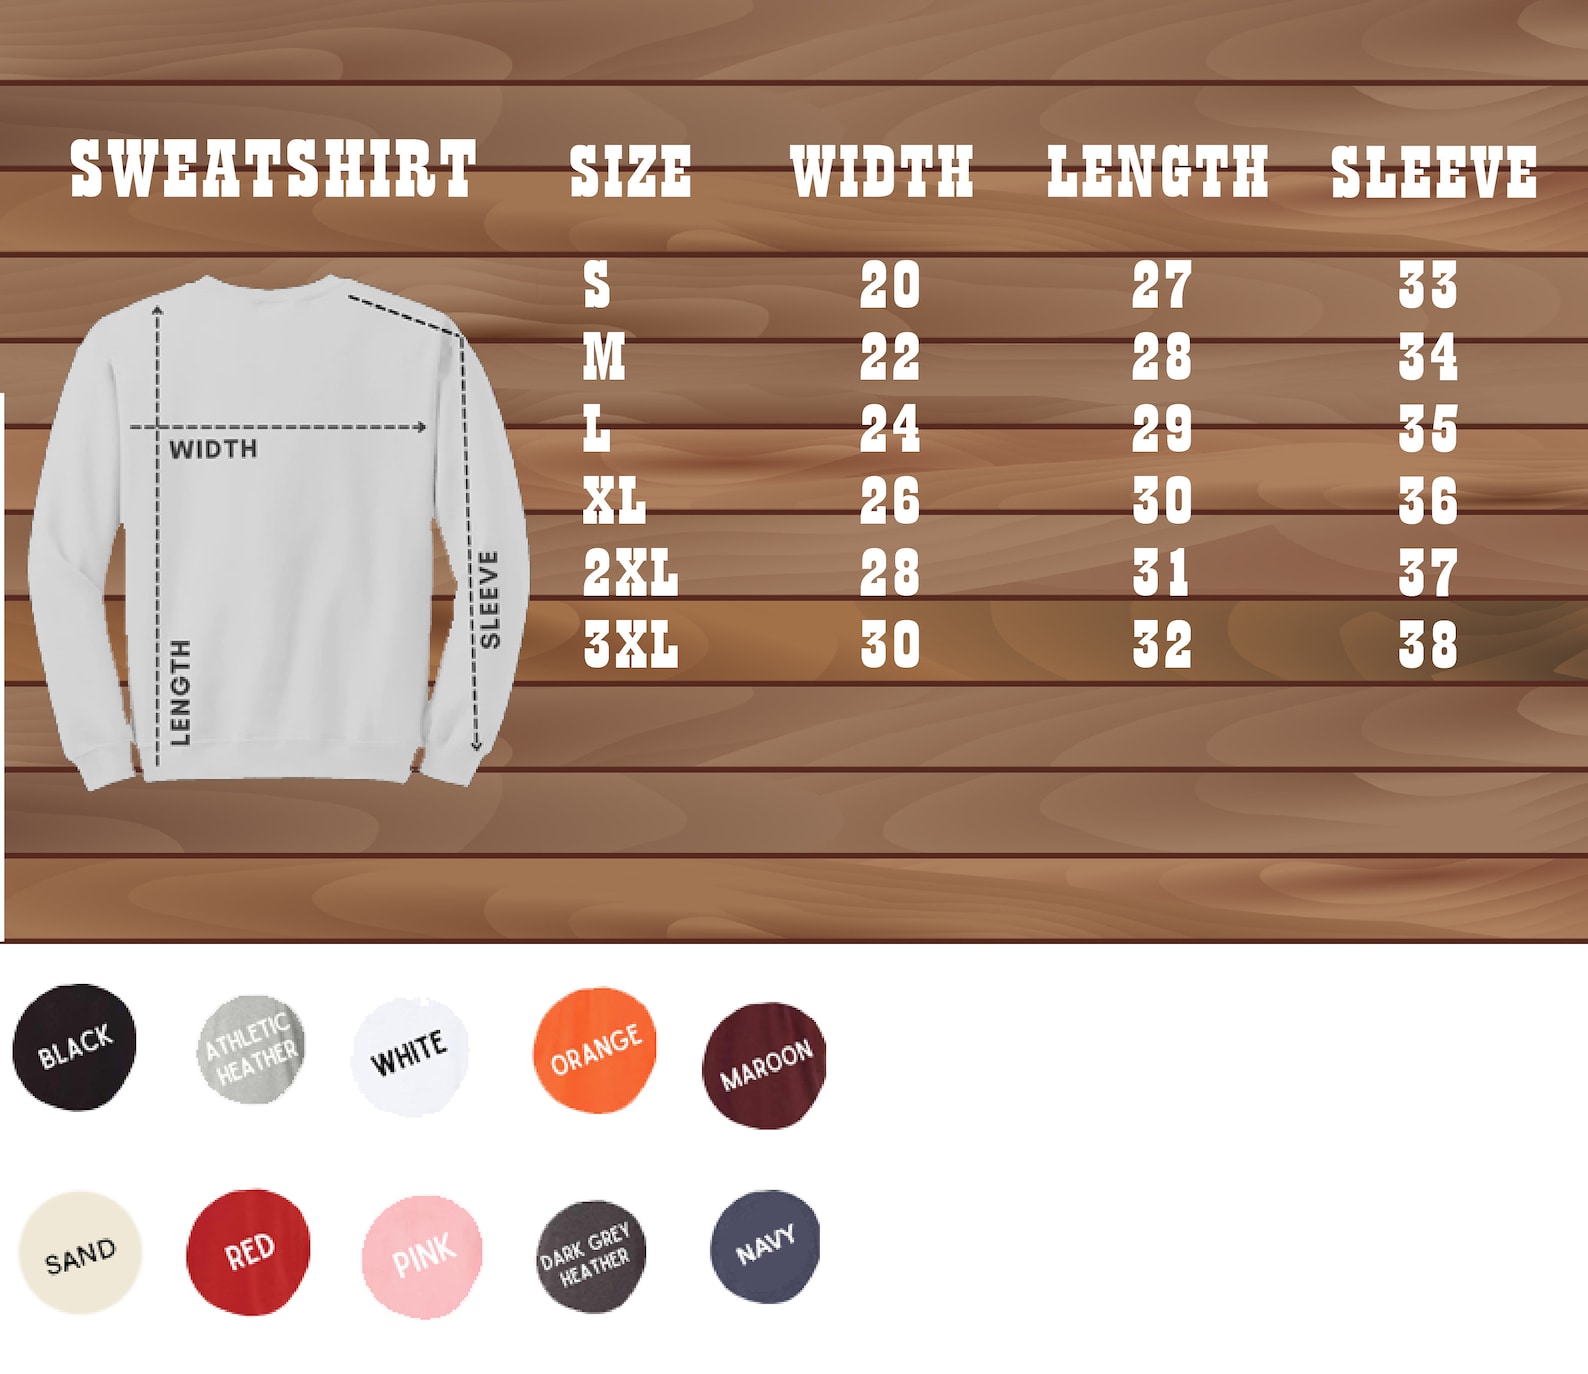 SWEATSHIRT SIZE WIDTH LENGTH SLEEVE
S 20 27 33
M 22 28 34
L 24 29 35
XL 26 30 36
2XL 28 31 37
3XL 30 32 38
WIDTH
SLEEVE
LENGTH
BLACK
ATHLETIC
HEATHER
WHITE
ORANGE
MAROON
SAND
RED
PINK
DARK GREY
HEATHER
NAVY